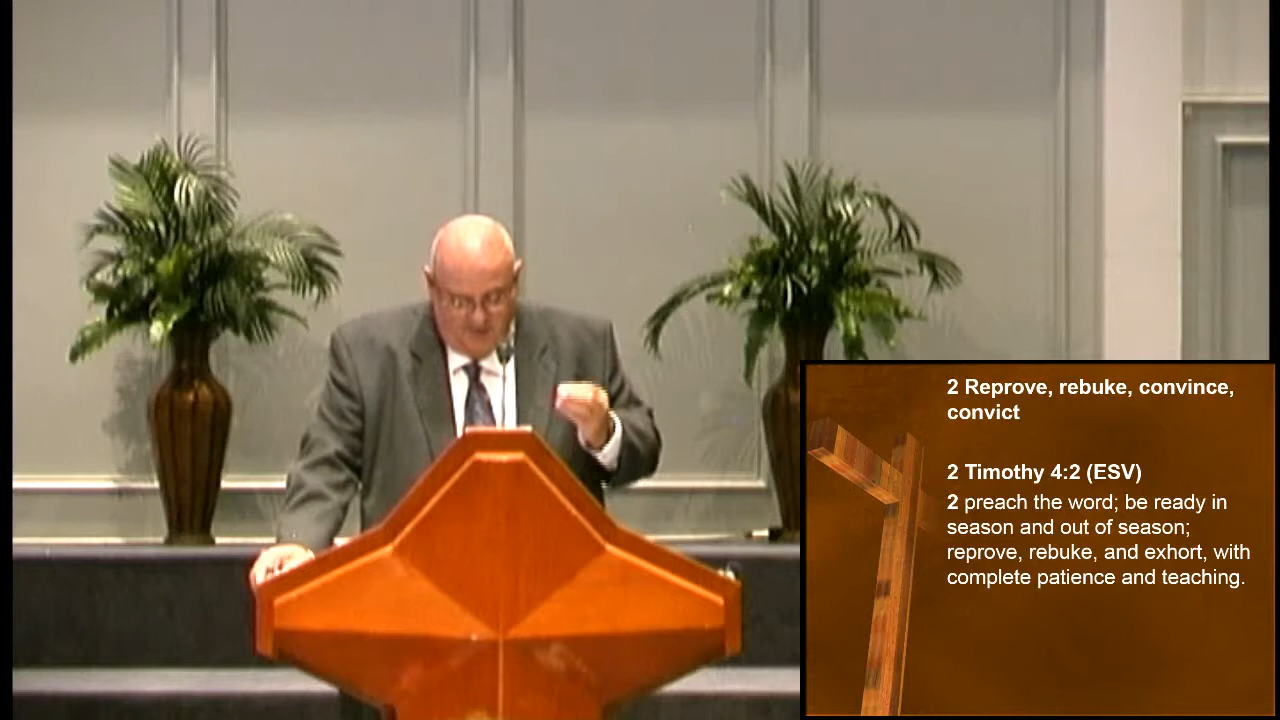 2 Reprove, rebuke, convince,
convict
2 Timothy 4:2 (ESV)
2 preach the word; be ready in
season and out of season;
reprove, rebuke, and exhort, with
complete patience and teaching.